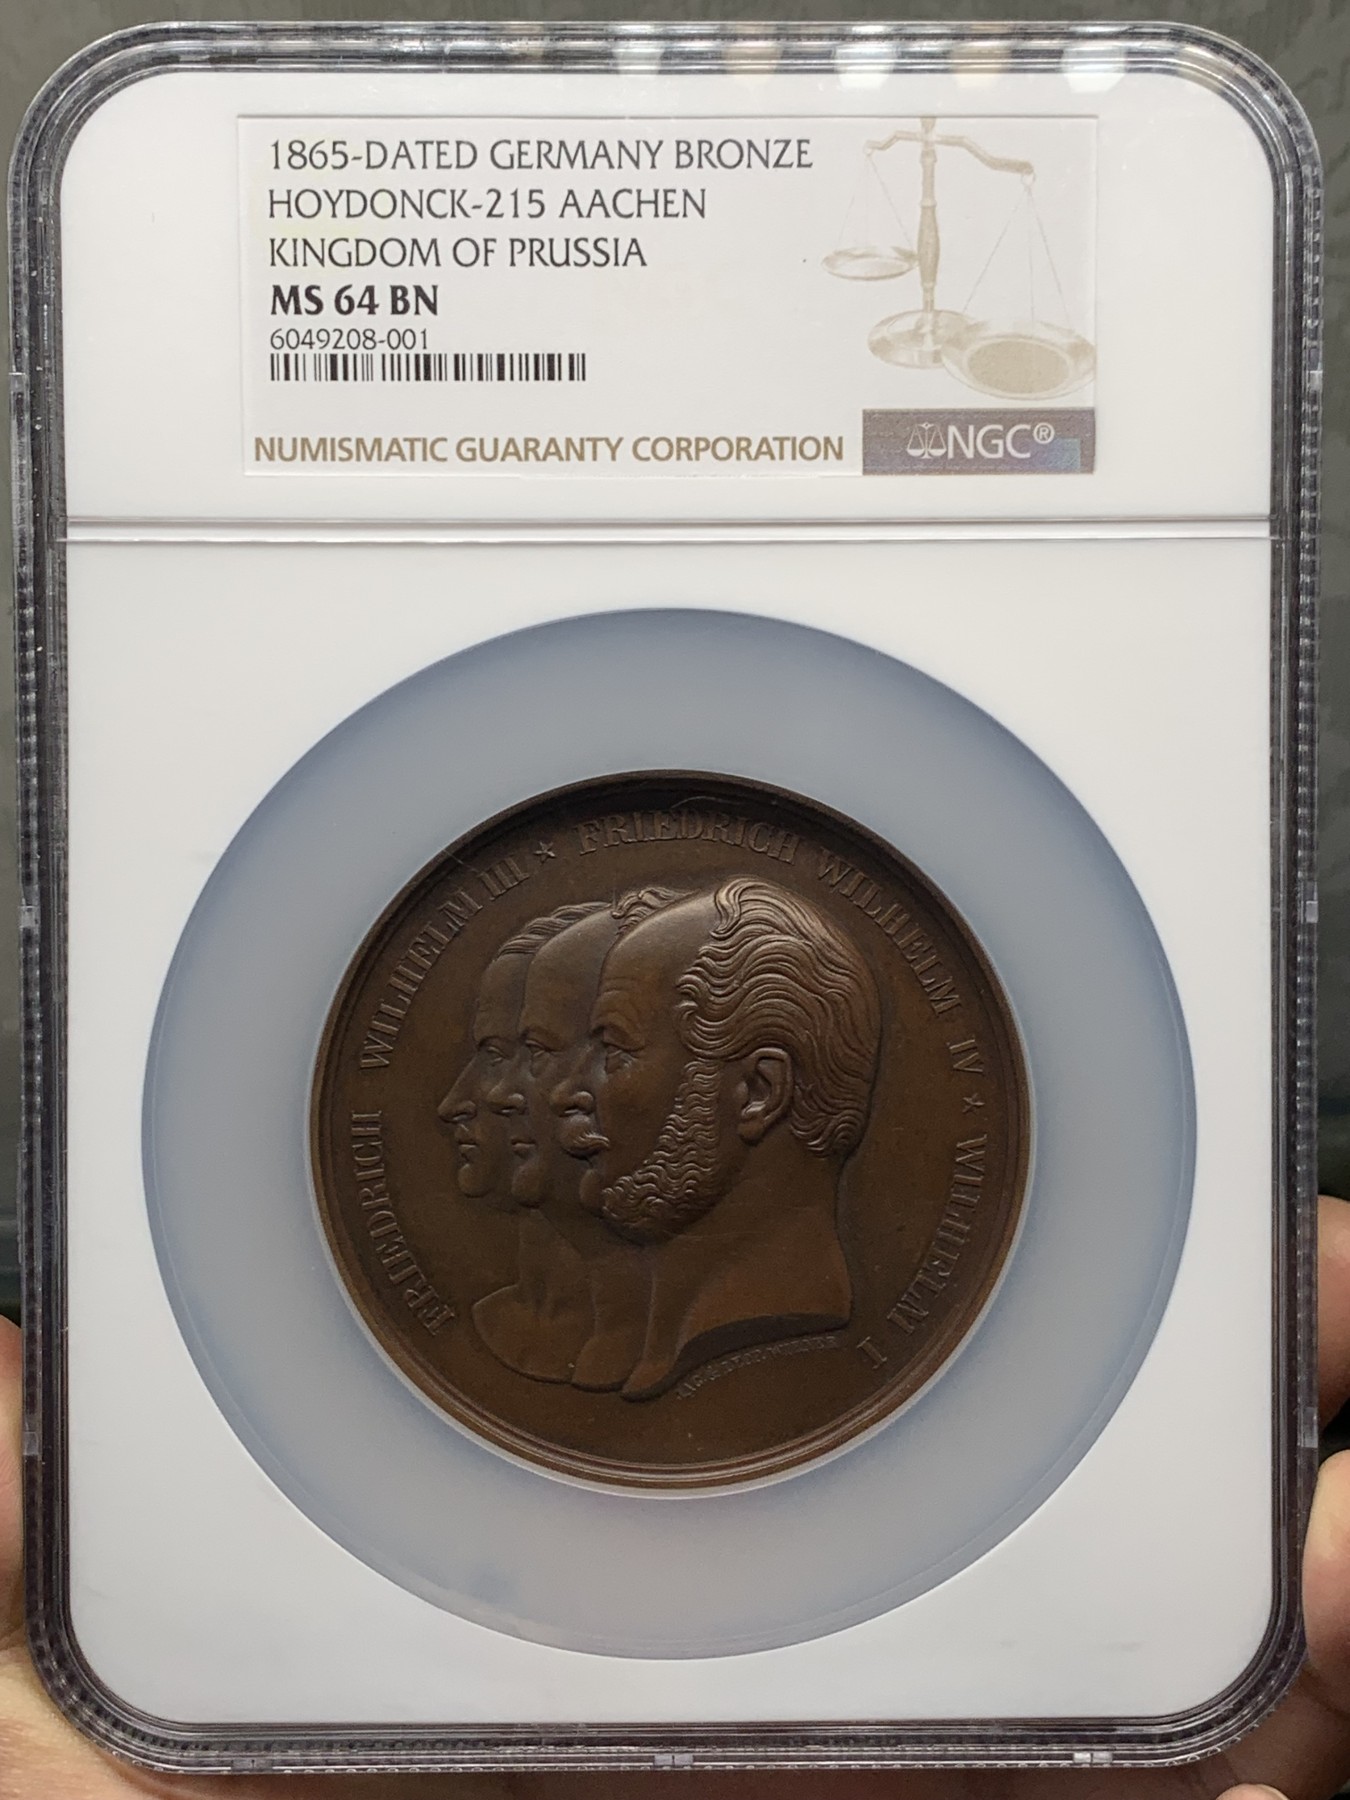 1865-DATED GERMANY BRONZE
HOYDONCK-215 AACHEN
KINGDOM OF PRUSSIA
MS 64 BN
6049208-001
NUMISMATIC GUARANTY CORPORATION
NGC®
FRIEDRICH WILHELM III ★ FRIEDRICH WILHELM IV ★ WILHELM I